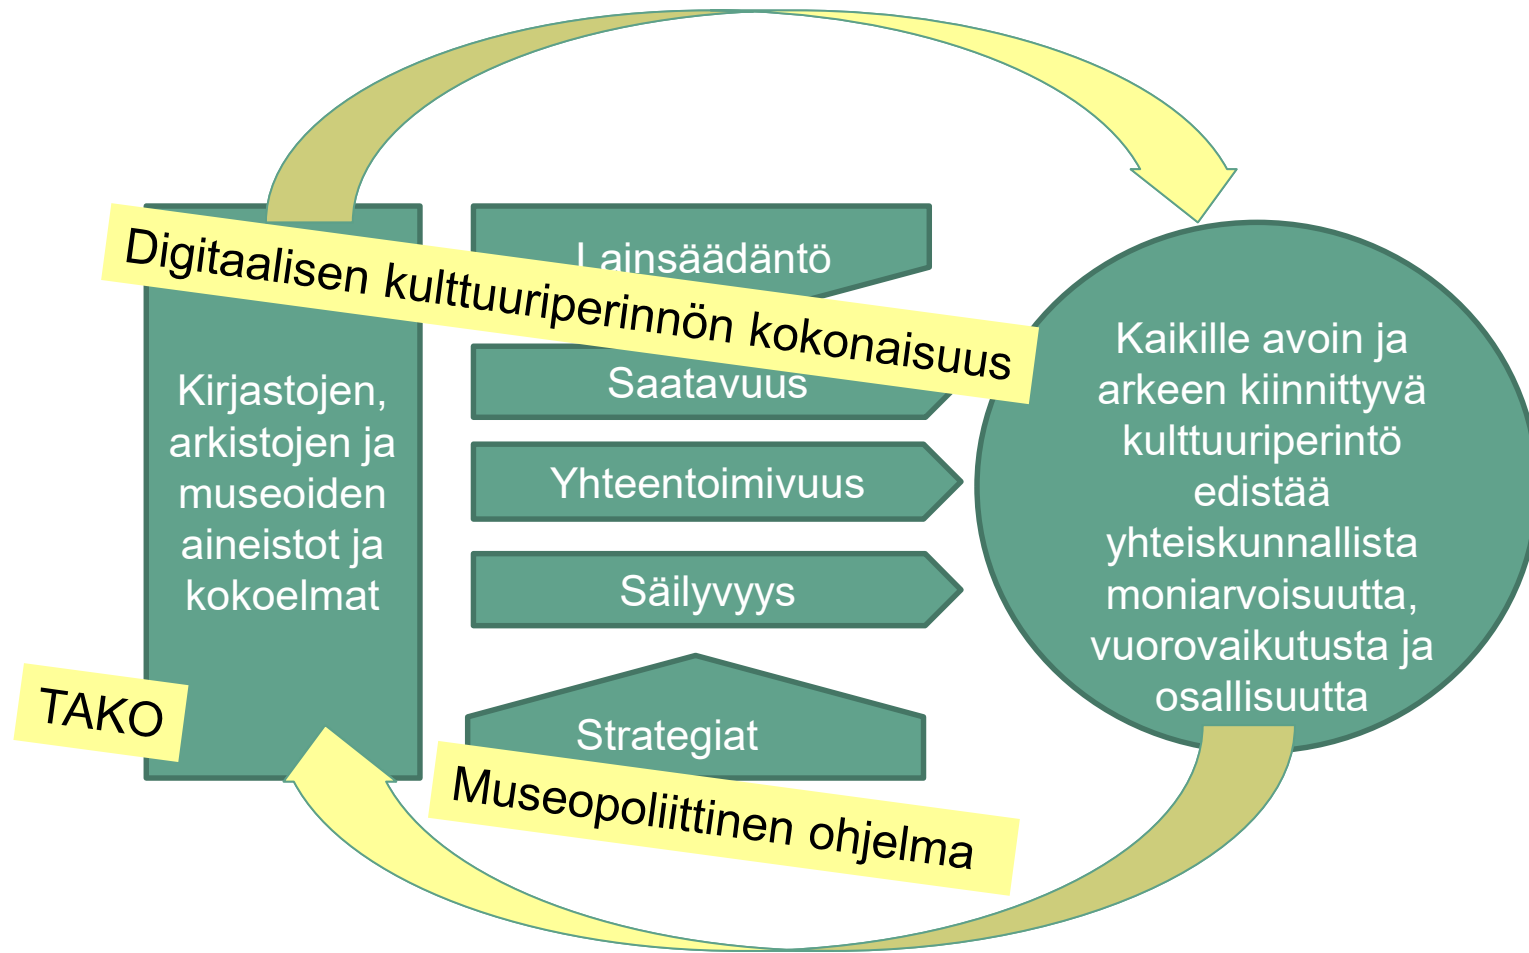 Digitaalisen kulttuuriperinnön kokonaisuus
Kirjastojen,
arkistojen ja
museoiden
aineistot ja
kokoelmat
TAKO
Lainsäädäntö
Saatavuus
Yhteentoimivuus
Säilyvyys
Strategiat
Museopoliittinen ohjelma
Kaikille avoin ja
arkeen kiinnittyvä
kulttuuriperintö
edistää
yhteiskunnallista
moniarvoisuutta,
vuorovaikutusta ja
osallisuutta